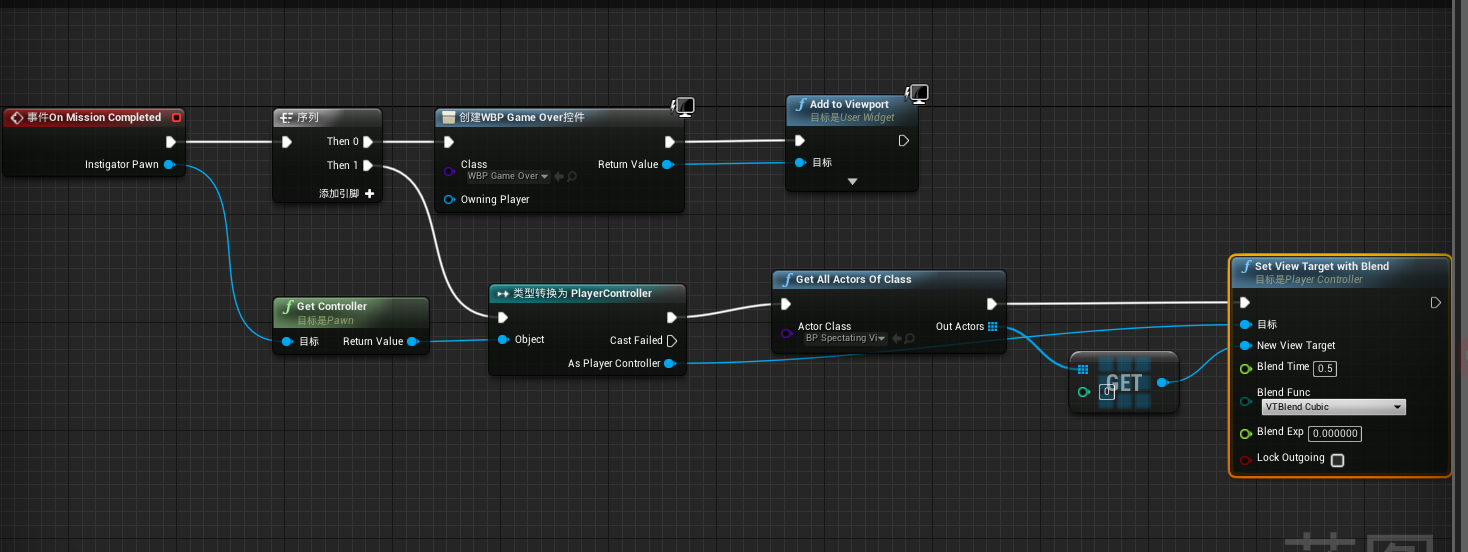 事件On Mission Completed
Instigator Pawn
序列
Then 0
Then 1
添加引脚
创建WBP Game Over控件
Class
WBP Game Over
Return Value
Owning Player
Add to Viewport
目标是User Widget
目标
Get Controller
目标是Pawn
目标
Return Value
类型转换为 PlayerController
Object
Cast Failed
As Player Controller
Get All Actors Of Class
Actor Class
BP Spectating Vi
Out Actors
GET
0
Set View Target with Blend
目标是Player Controller
目标
New View Target
Blend Time 0.5
Blend Func
VTBlend Cubic
Blend Exp 0.000000
Lock Outgoing